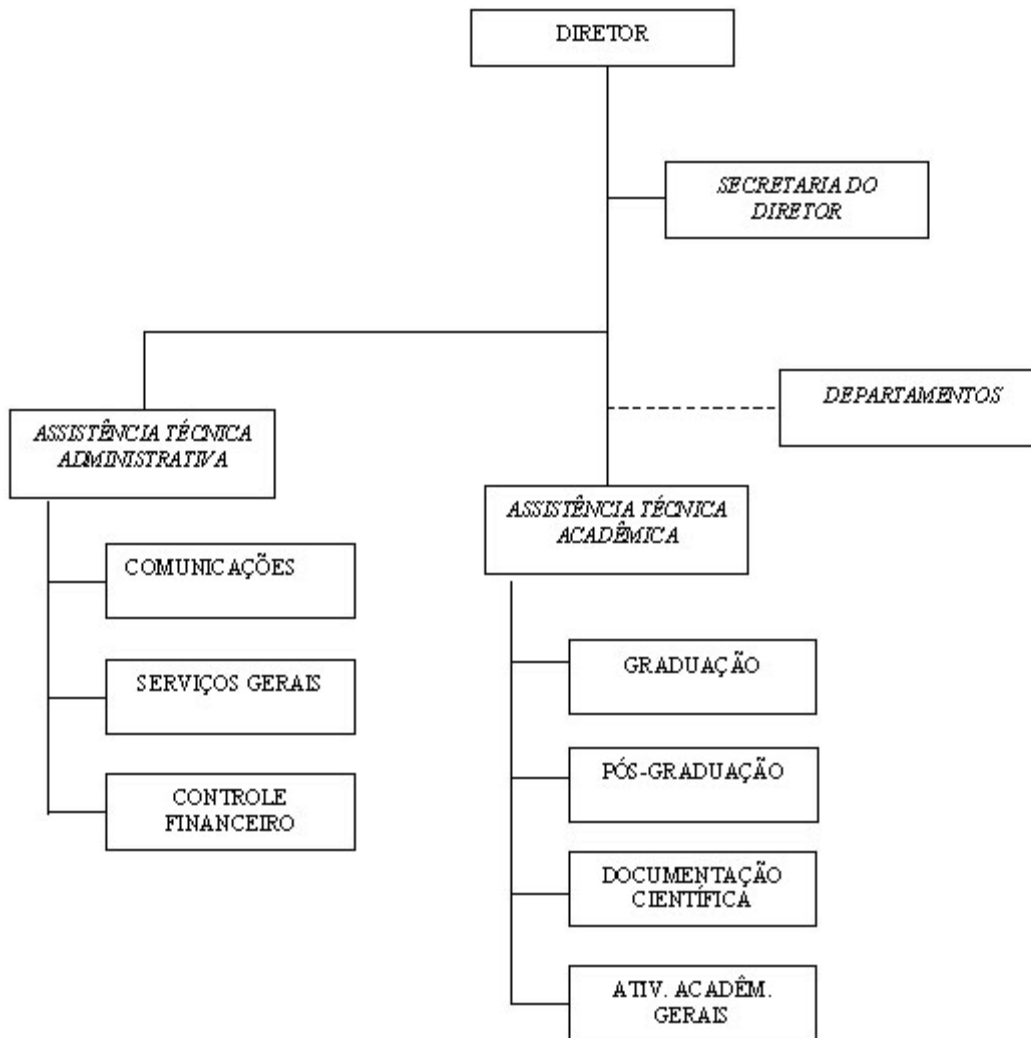 DIRETOR
SECRETARIA DO
DIRETOR
DEPARTAMENTOS
ASSISTÊNCIA TÉCNICA
ADMINISTRATIVA
COMUNICAÇÕES
SERVIÇOS GERAIS
CONTROLE
FINANCEIRO
ASSISTÊNCIA TÉCNICA
ACADÊMICA
GRADUAÇÃO
PÓS-GRADUAÇÃO
DOCUMENTAÇÃO
CIENTÍFICA
ATIV. ACADÊM.
GERAIS